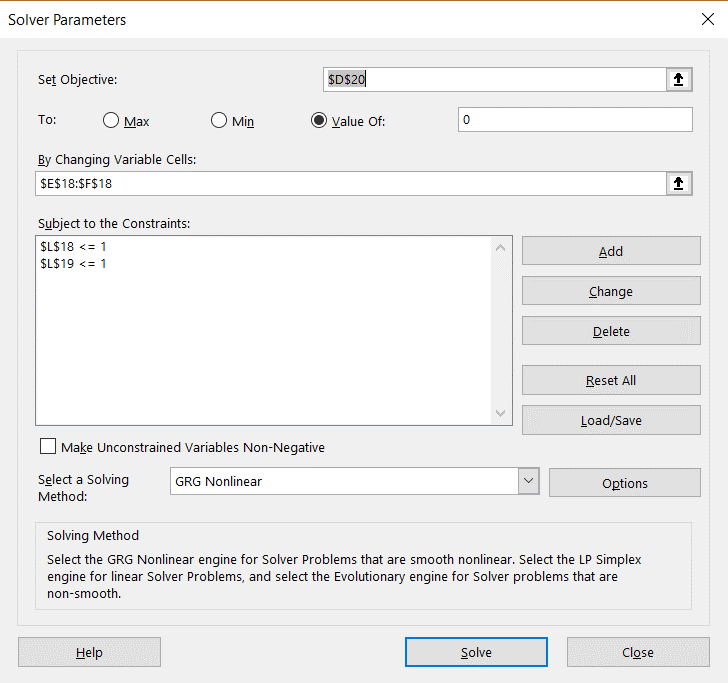 Solver Parameters
Set Objective: $D$20
To: Max Min Value Of: 0
By Changing Variable Cells:
$E$18:$F$18
Subject to the Constraints:
$L$18 <= 1
$L$19 <= 1
Add
Change
Delete
Reset All
Load/Save
Make Unconstrained Variables Non-Negative
Select a Solving
Method:
GRG Nonlinear
Options
Solving Method
Select the GRG Nonlinear engine for Solver Problems that are smooth nonlinear. Select the LP Simplex
engine for linear Solver Problems, and select the Evolutionary engine for Solver problems that are
non-smooth.
Help Solve Close